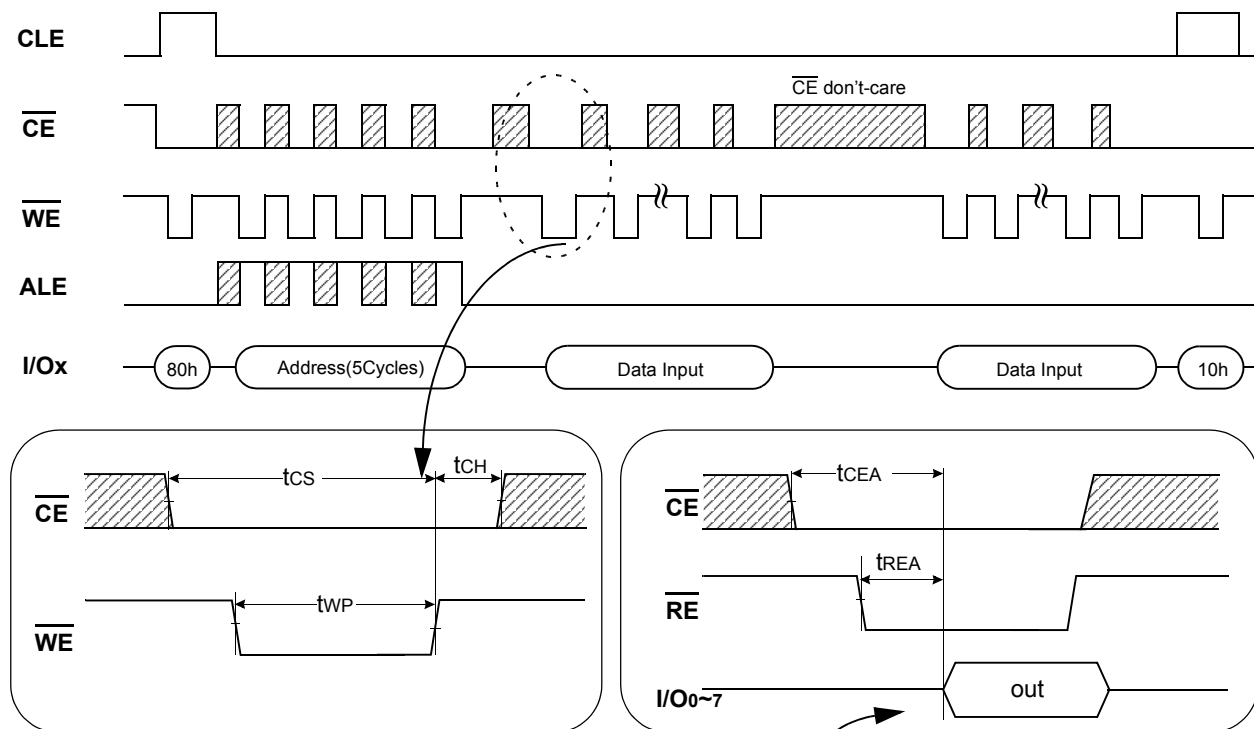 CLE
CE don't-care
CE
WE
ALE
I/Ox
80h
Address(5Cycles)
Data Input
Data Input
10h
tCS
tCH
CE
tWP
WE
tCEA
CE
tREA
RE
I/O0~7
out